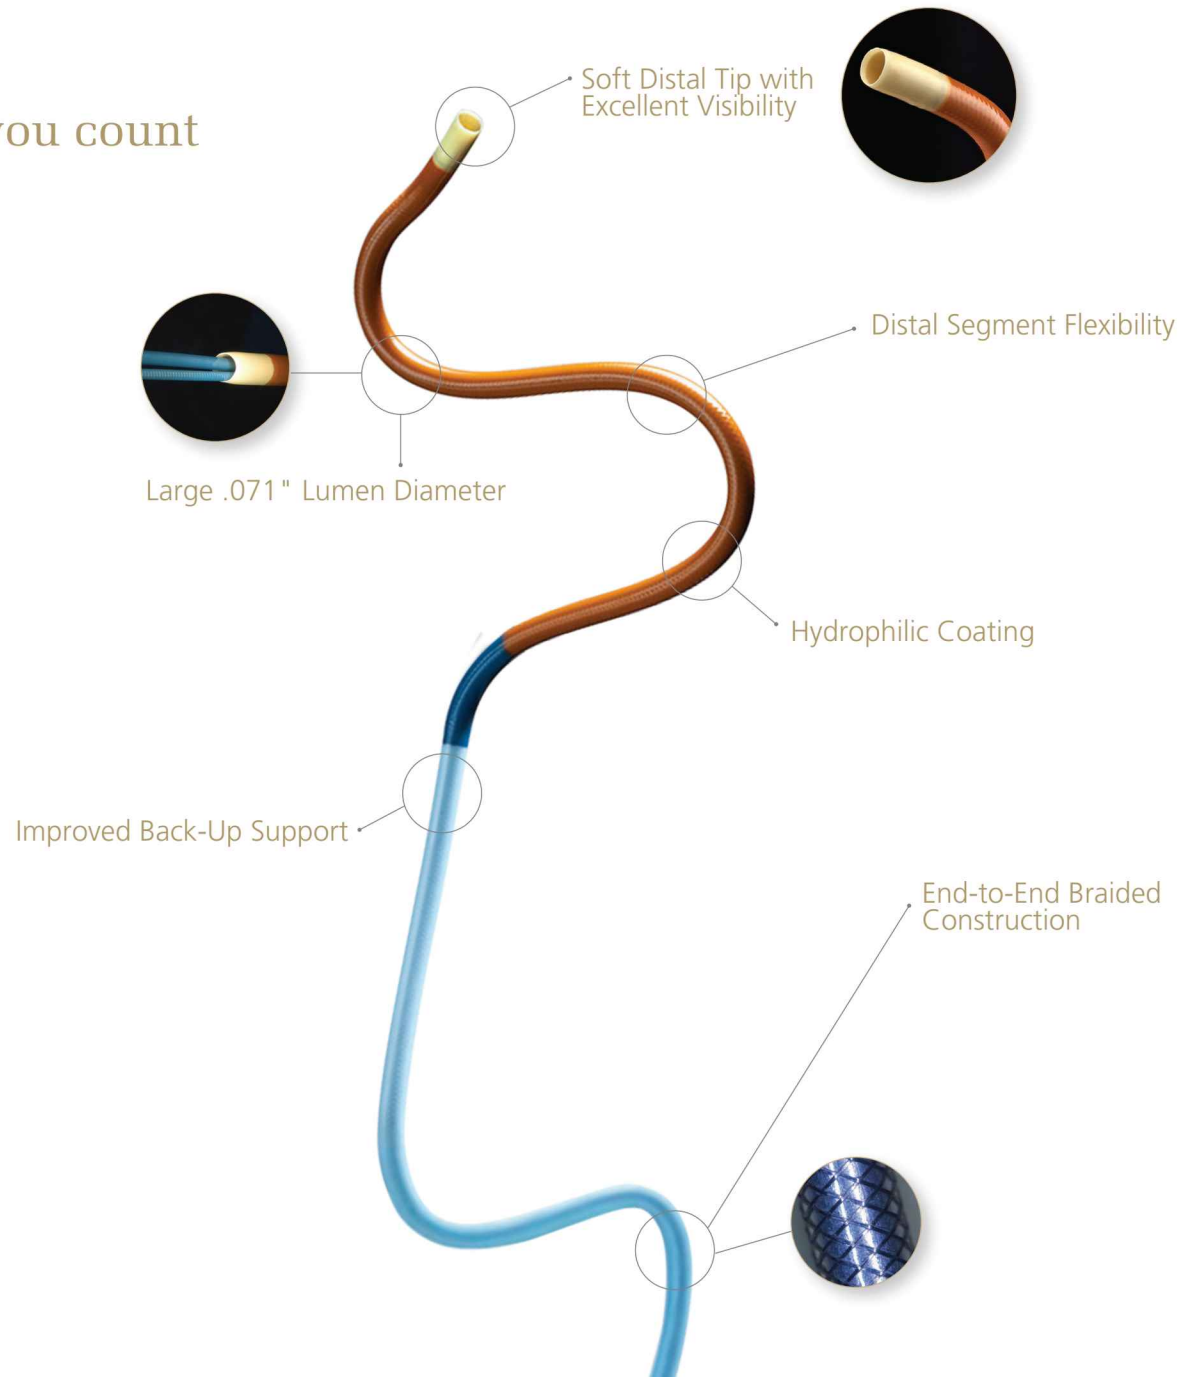 Soft Distal Tip with
Excellent Visibility
you count
Distal Segment Flexibility
Large .071" Lumen Diameter
Hydrophilic Coating
Improved Back-Up Support
End-to-End Braided
Construction